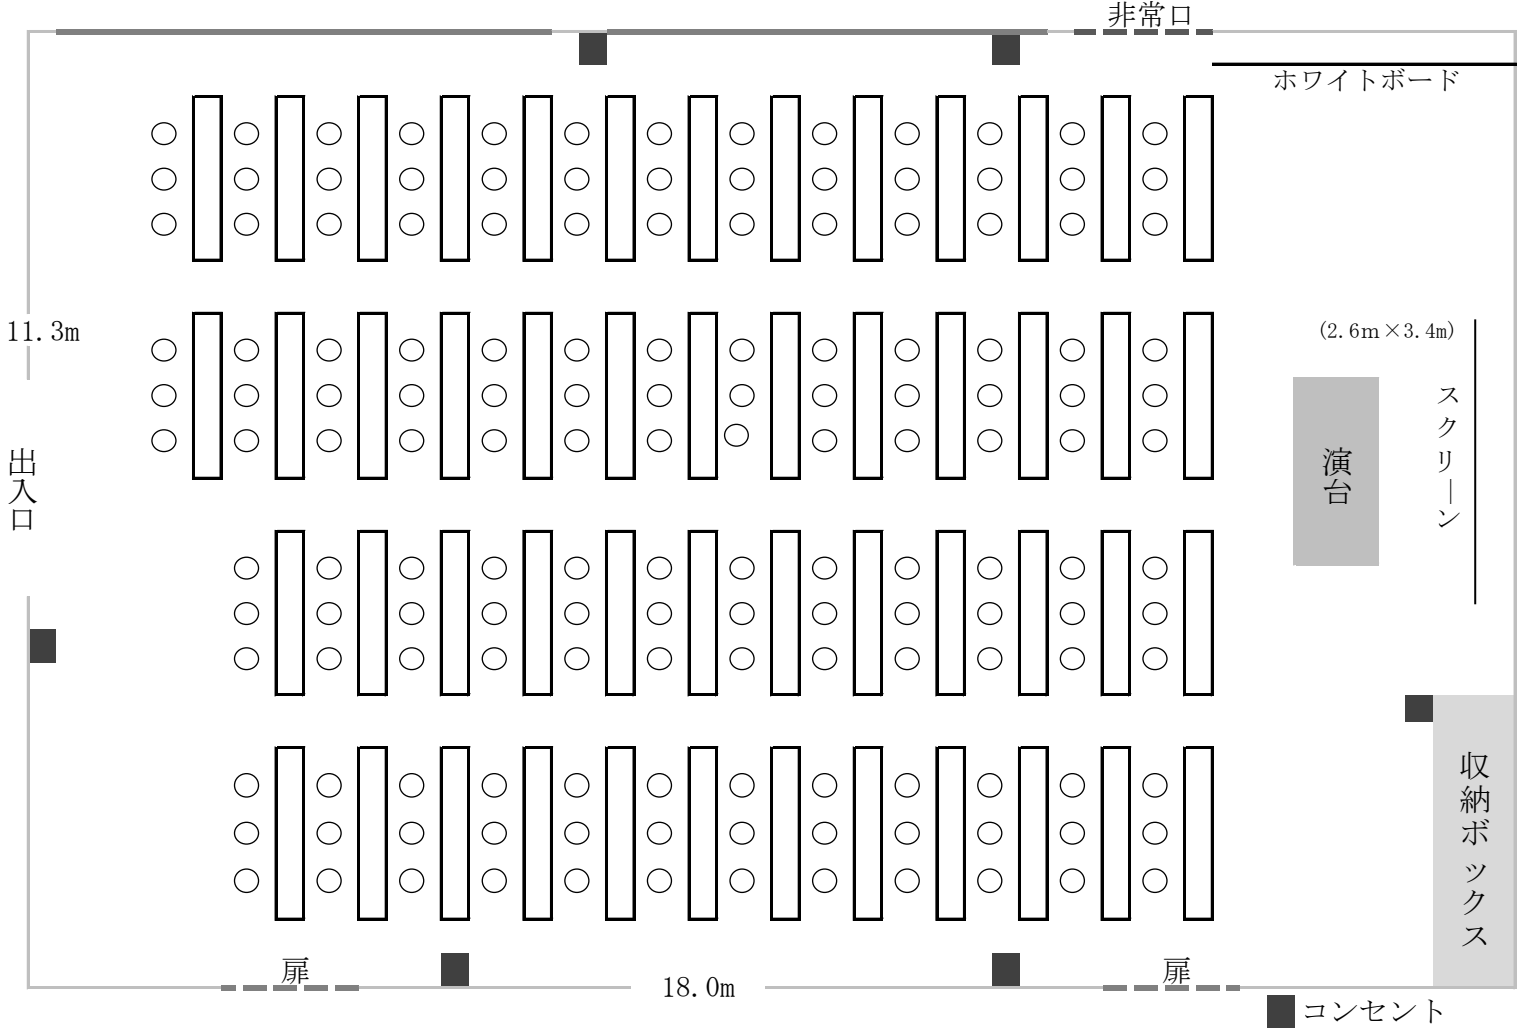 非常口
ホワイトボード
11.3m
(2.6m×3.4m)
スクリーン
演台
出入口
収納ボックス
扉
18.0m
扉
コンセント